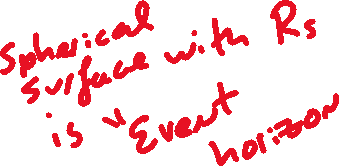 Spherical
Surface with Rs
is Event
horizon